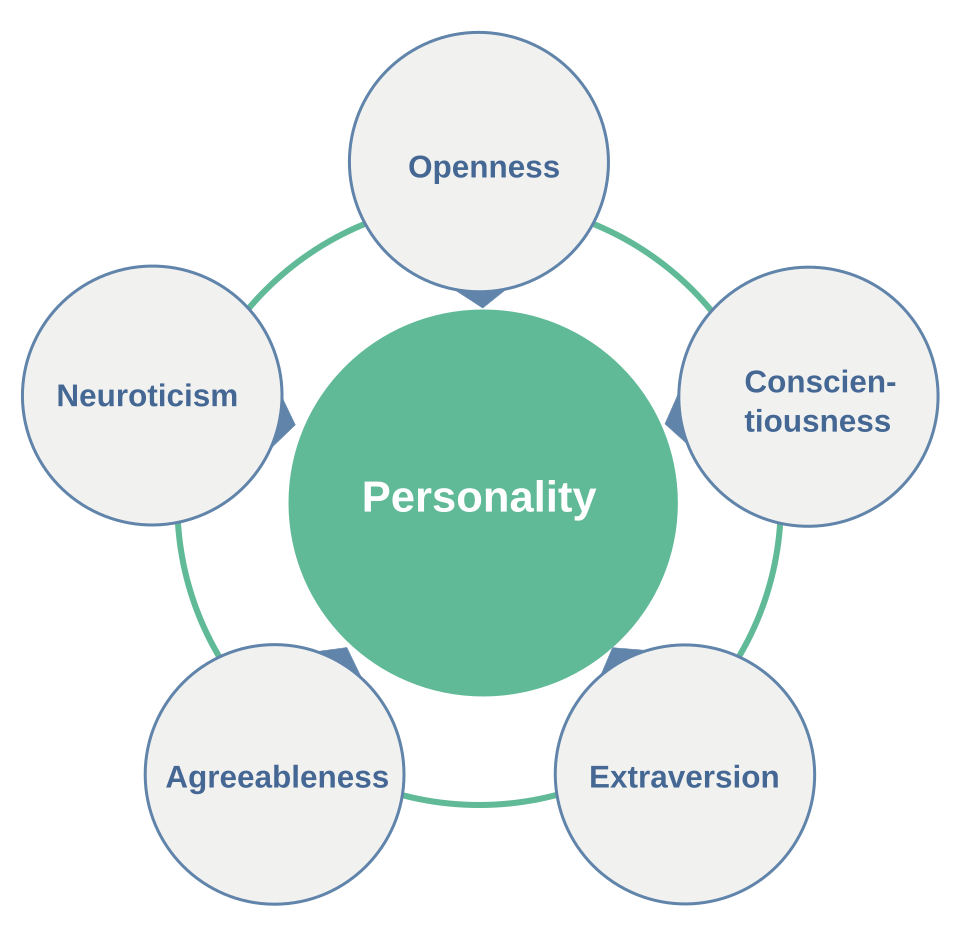 Openness
Neuroticism
Conscien-
tiousness
Personality
Agreeableness
Extraversion